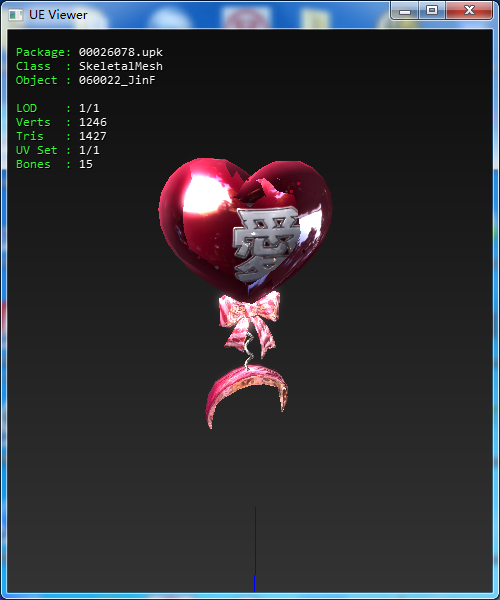 UE Viewer
Package: 00026078.upk
Class : SkeletalMesh
Object : 060022_JinF
LOD : 1/1
Verts : 1246
Tris : 1427
UV Set : 1/1
Bones : 15
愛